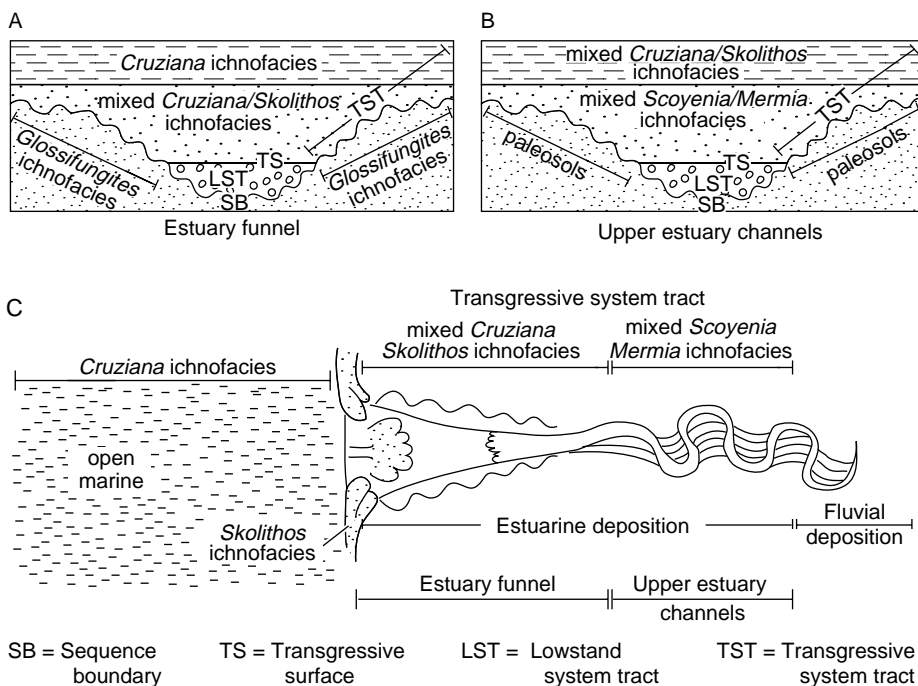 A
Cruziana ichnofacies
mixed Cruziana/Skolithos
ichnofacies
TST
Glossifungites
ichnofacies
TS
LST
SB
Glossifungites
ichnofacies
Estuary funnel
B
mixed Cruziana/Skolithos
ichnofacies
mixed Scoyenia/Mermia
ichnofacies
TST
paleosols
TS
LST
SB
paleosols
Upper estuary channels
C
Transgressive system tract
mixed Cruziana
Skolithos ichnofacies
mixed Scoyenia
Mermia ichnofacies
Cruziana ichnofacies
open
marine
Skolithos
ichnofacies
Estuarine deposition
Fluvial
deposition
Estuary funnel
Upper estuary
channels
SB = Sequence
boundary
TS = Transgressive
surface
LST = Lowstand
system tract
TST = Transgressive
system tract